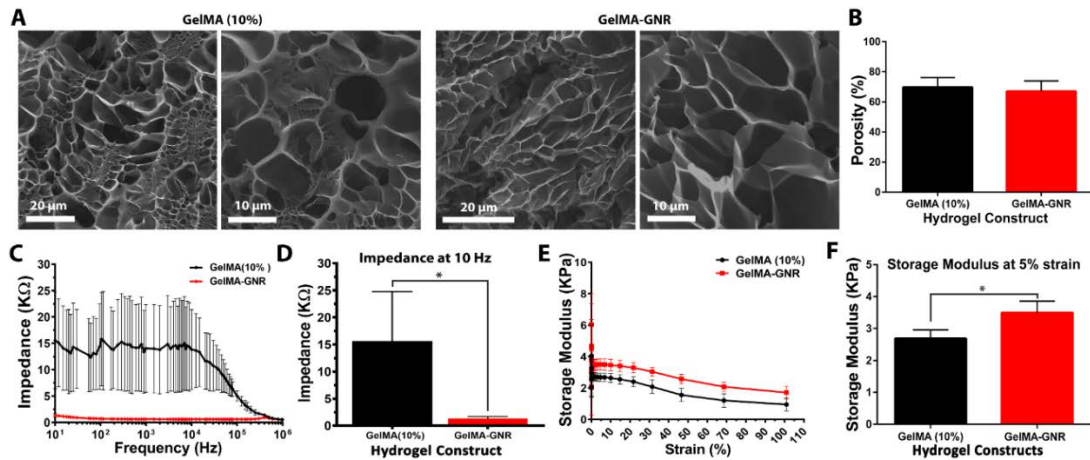 A
GelMA (10%)
GelMA-GNR
20 µm
10 µm
20 µm
10 µm
B
Porosity (%)
100
80
60
40
20
0
GelMA (10%)
GelMA-GNR
Hydrogel Construct
C
GelMA(10% )
GelMA-GNR
Impedance (KΩ)
30
25
20
15
10
5
0
10¹
10²
10³
10⁴
10⁵
10⁶
Frequency (Hz)
D
Impedance at 10 Hz
*
Impedance (KΩ)
30
25
20
15
10
5
0
GelMA(10%)
GelMA-GNR
Hydrogel Construct
E
GelMA (10%)
GelMA-GNR
Storage Modulus (KPa)
10
8
6
4
2
0
0 10 20 30 40 50 60 70 80 90 100 110
Strain (%)
F
Storage Modulus at 5% strain
*
Storage Modulus (KPa)
5
4
3
2
1
0
GelMA (10%)
GelMA-GNR
Hydrogel Constructs